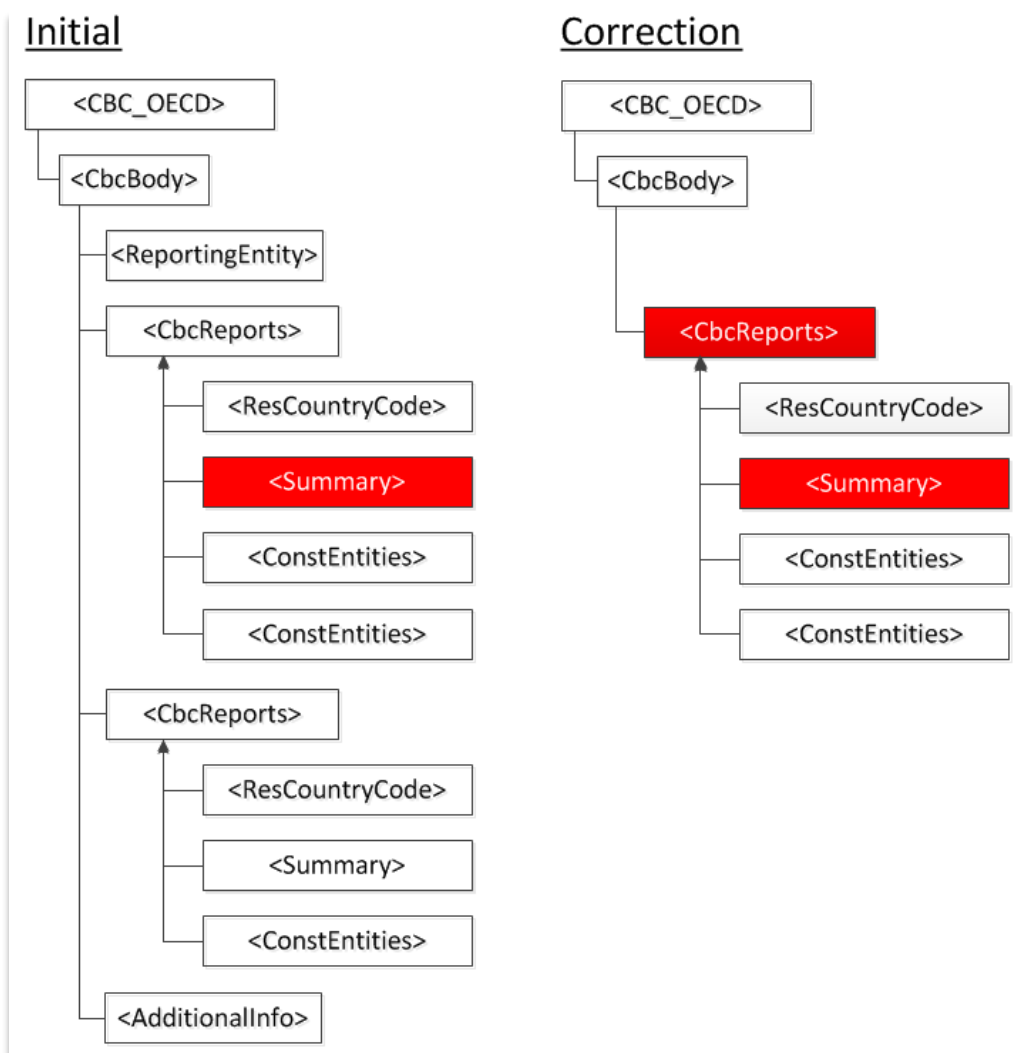 Initial
<CBC_OECD>
<CbcBody>
<ReportingEntity>
<CbcReports>
<ResCountryCode>
<Summary>
<ConstEntities>
<ConstEntities>
<CbcReports>
<ResCountryCode>
<Summary>
<ConstEntities>
<AdditionalInfo>
Correction
<CBC_OECD>
<CbcBody>
<CbcReports>
<ResCountryCode>
<Summary>
<ConstEntities>
<ConstEntities>